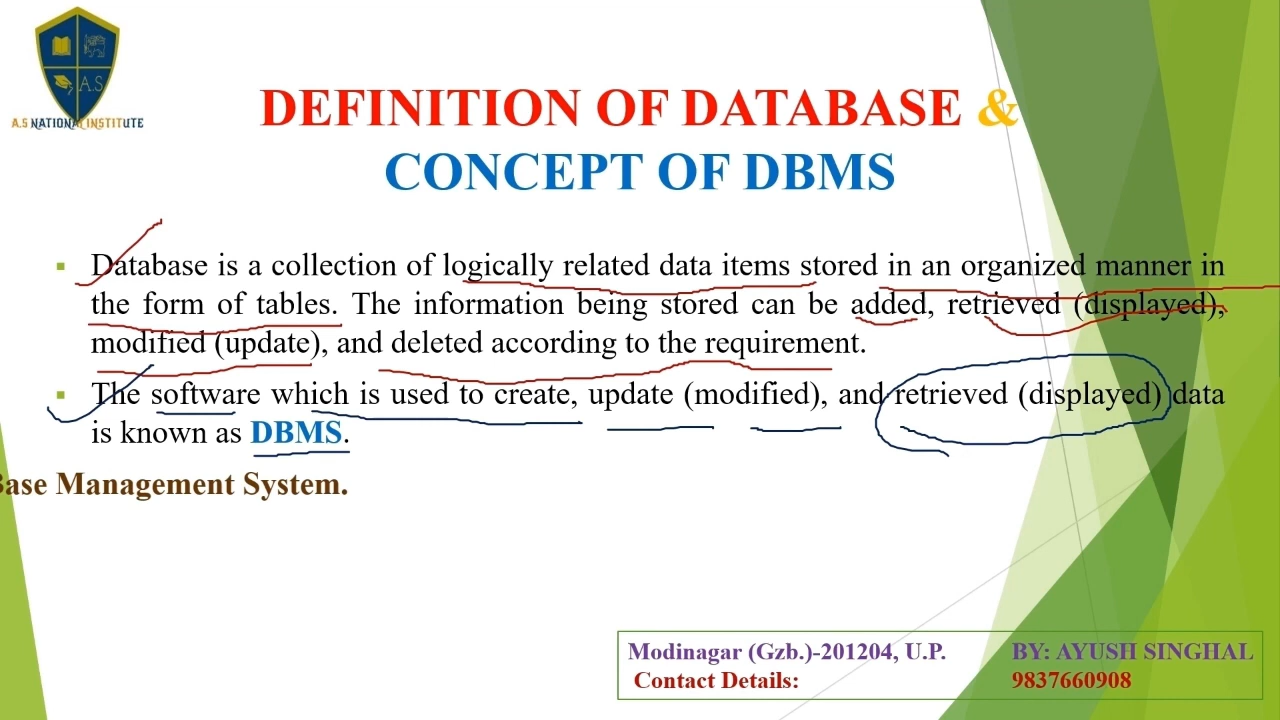 A.S
A.S NATIONAL INSTITUTE
DEFINITION OF DATABASE &
CONCEPT OF DBMS
▪ Database is a collection of logically related data items stored in an organized manner in
the form of tables. The information being stored can be added, retrieved (displayed),
modified (update), and deleted according to the requirement.
▪ The software which is used to create, update (modified), and retrieved (displayed) data
is known as DBMS.
Base Management System.
Modinagar (Gzb.)-201204, U.P. BY: AYUSH SINGHAL
Contact Details: 9837660908